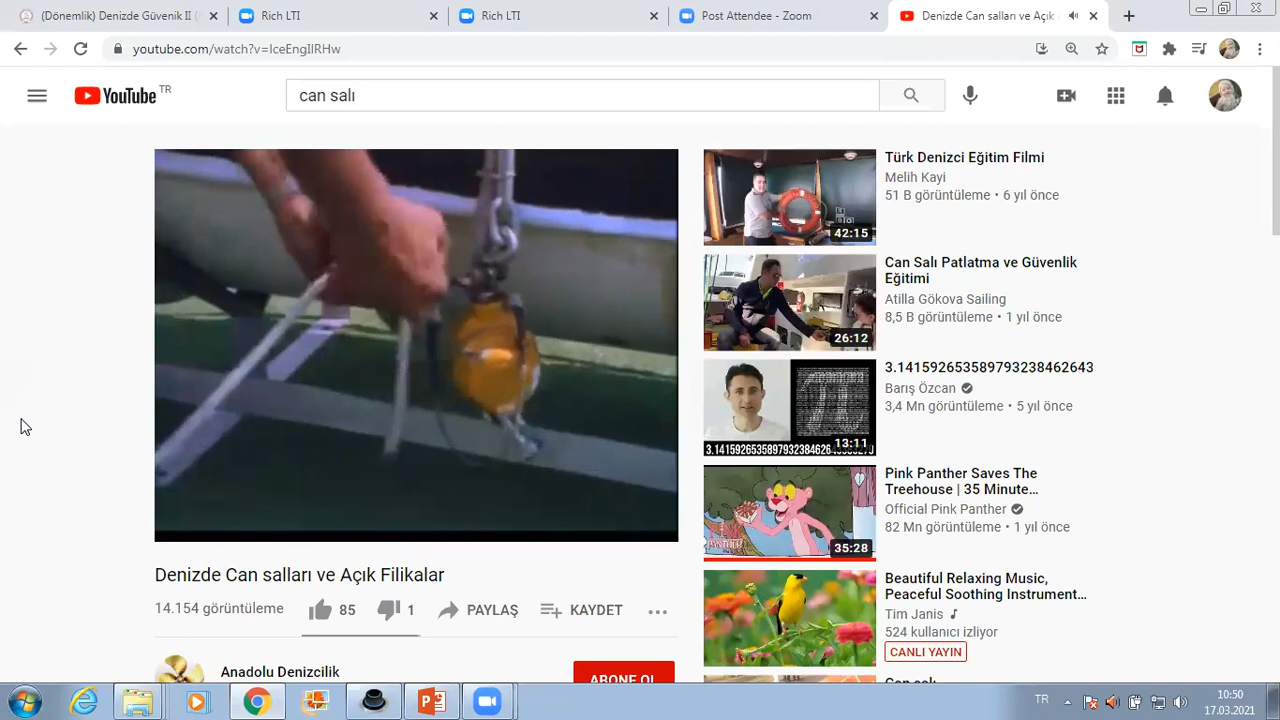 (Dönemlik) Denizde Güvenik II (
Rich LTI
Rich LTI
Post Attendee - Zoom
Denizde Can salları ve Açık
youtube.com/watch?v=IceEngIlRHw
YouTube TR
can salı
Türk Denizci Eğitim Filmi
Melih Kayi
51 B görüntüleme • 6 yıl önce
42:15
Can Salı Patlatma ve Güvenlik
Eğitimi
Atilla Gökova Sailing
8,5 B görüntüleme • 1 yıl önce
26:12
3.141592653589793238462643
Barış Özcan
3,4 Mn görüntüleme • 5 yıl önce
13:11
Pink Panther Saves The
Treehouse | 35 Minute…
Official Pink Panther
82 Mn görüntüleme • 1 yıl önce
35:28
Denizde Can salları ve Açık Filikalar
14.154 görüntüleme
85
1
PAYLAŞ
KAYDET
Beautiful Relaxing Music,
Peaceful Soothing Instrument…
Tim Janis
524 kullanıcı izliyor
CANLI YAYIN
Anadolu Denizcilik
ABONE OL
Can salı
TR
10:50
17.03.2021